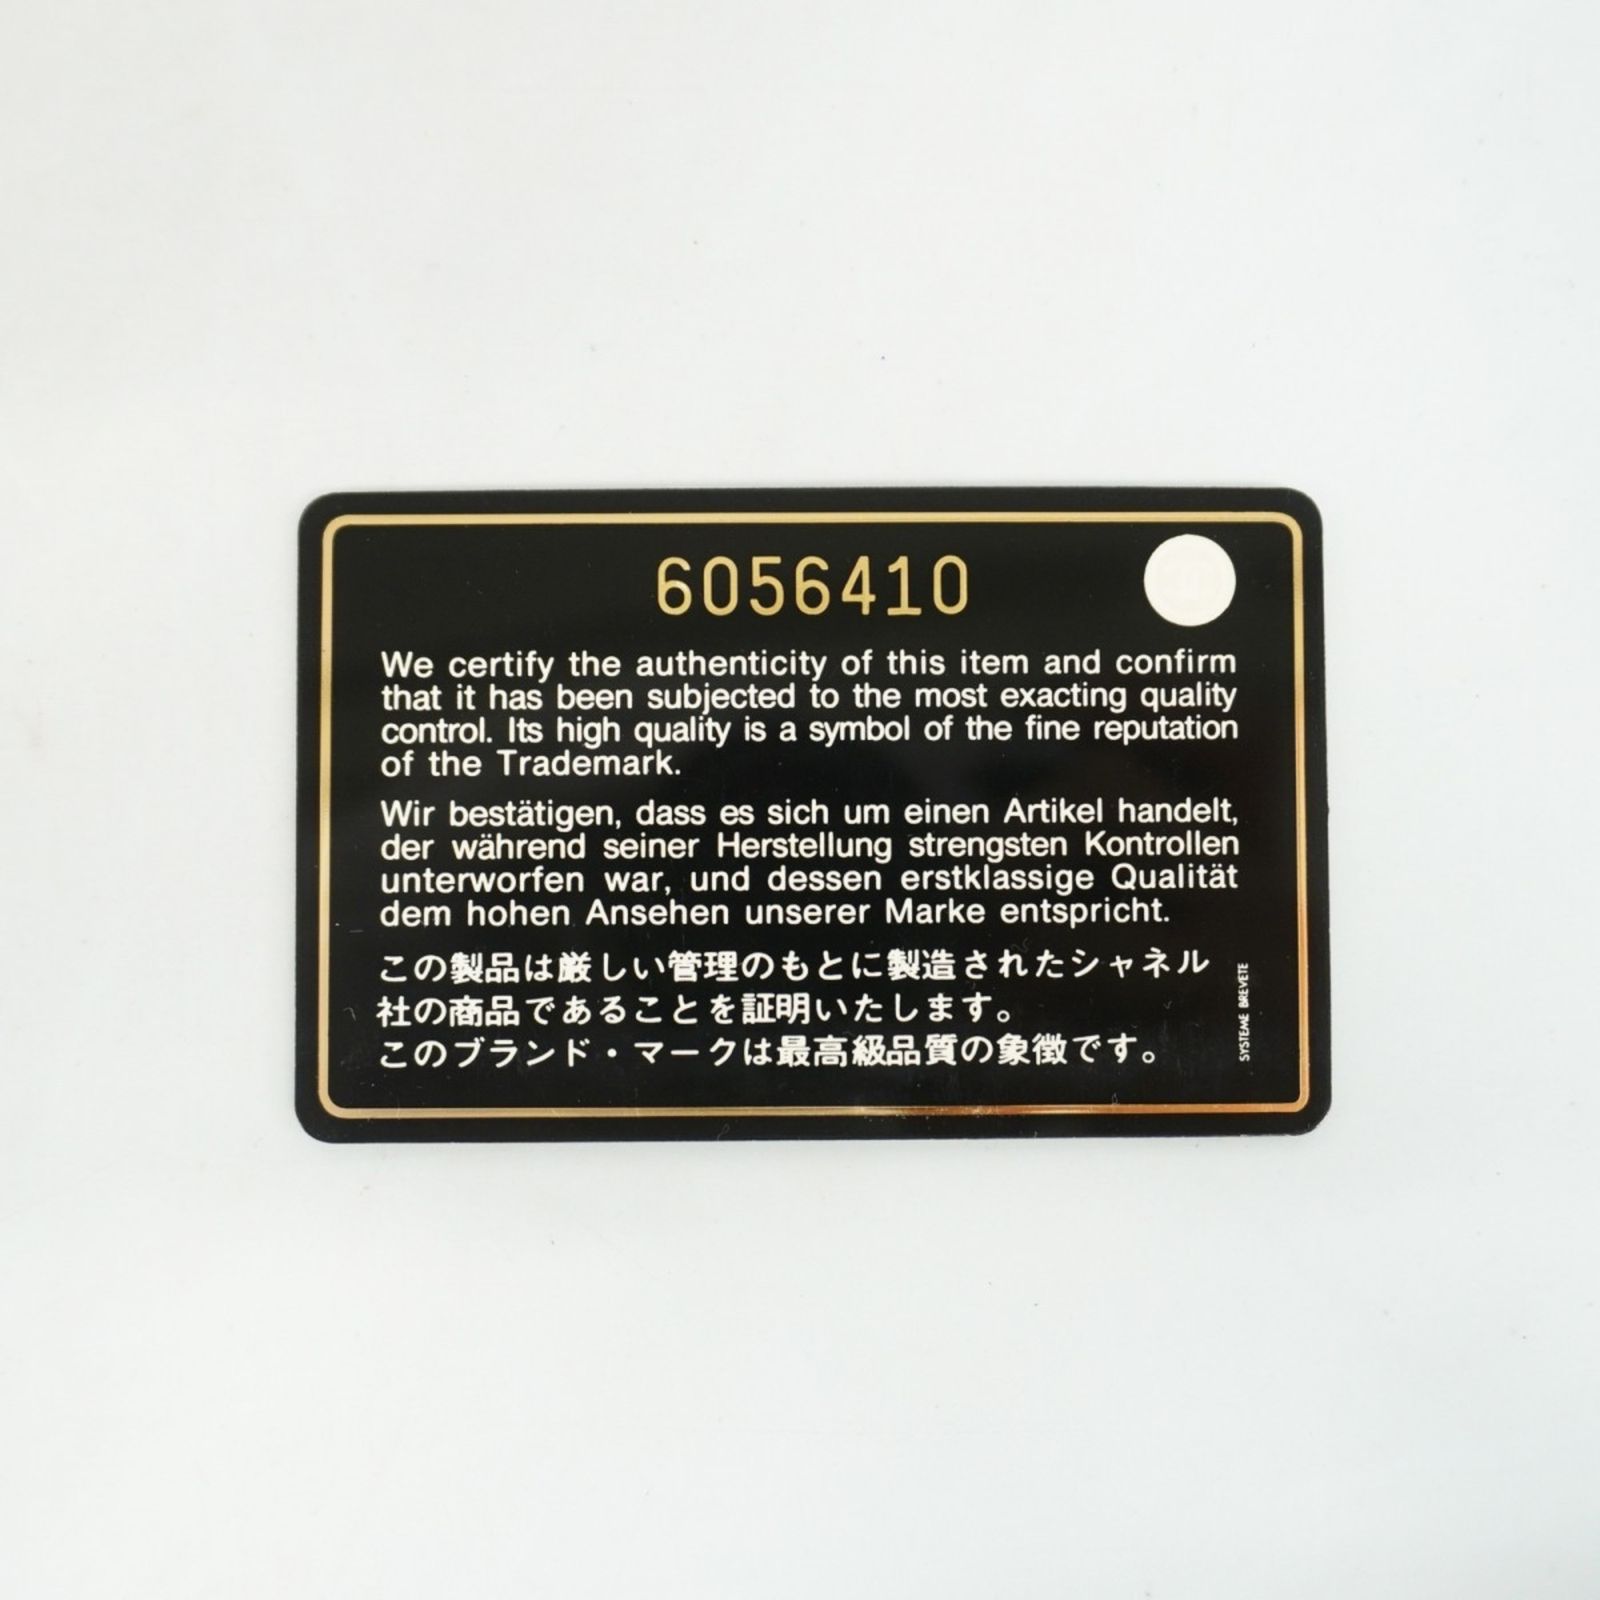 6056410
We certify the authenticity of this item and confirm
that it has been subjected to the most exacting quality
control. Its high quality is a symbol of the fine reputation
of the Trademark.
Wir bestätigen, dass es sich um einen Artikel handelt,
der während seiner Herstellung strengsten Kontrollen
unterworfen war, und dessen erstklassige Qualität
dem hohen Ansehen unserer Marke entspricht.
この製品は厳しい管理のもとに製造されたシャネル
社の商品であることを証明いたします。
このブランド・マークは最高級品質の象徴です。
SYSTEME BREVETE